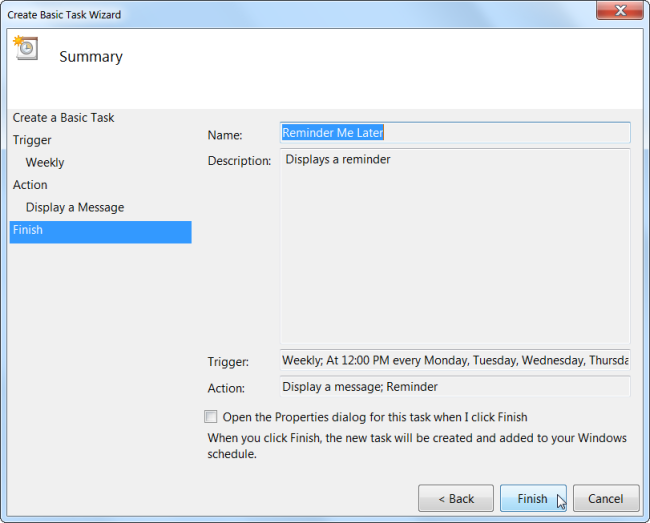 Create Basic Task Wizard
Summary
Create a Basic Task
Trigger
Weekly
Action
Display a Message
Finish
Name: Reminder Me Later
Description: Displays a reminder
Trigger: Weekly; At 12:00 PM every Monday, Tuesday, Wednesday, Thursda
Action: Display a message; Reminder
Open the Properties dialog for this task when I click Finish
When you click Finish, the new task will be created and added to your Windows
schedule.
< Back Finish Cancel